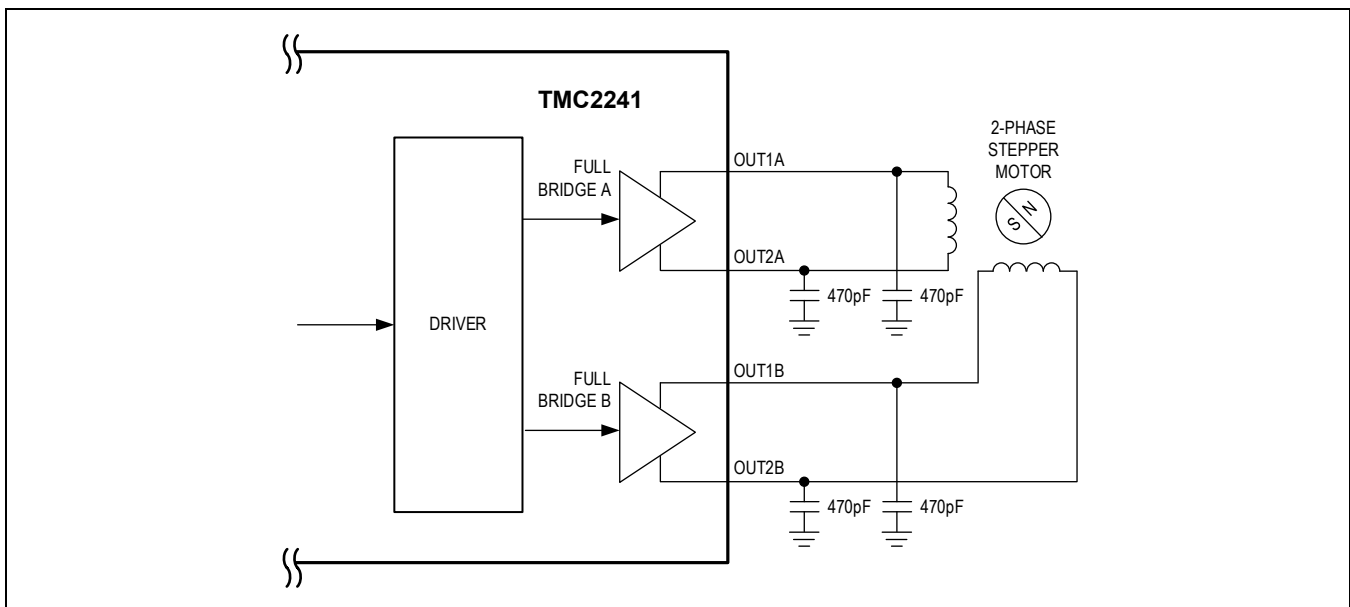 TMC2241
2-PHASE
STEPPER
MOTOR
FULL
BRIDGE A
OUT1A
S N
OUT2A
470pF
470pF
DRIVER
FULL
BRIDGE B
OUT1B
OUT2B
470pF
470pF